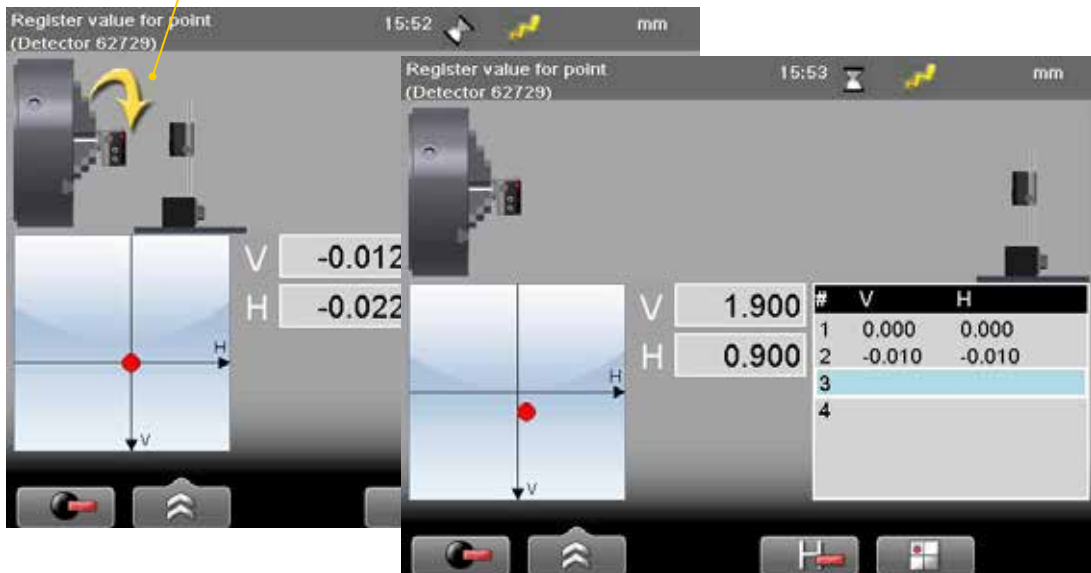 Register value for point
(Detector 62729)
15:52
mm
V
-0.012
H
-0.022
H
V
Register value for point
(Detector 62729)
15:53
mm
V
1.900
H
0.900
H
V
# V H
1 0.000 0.000
2 -0.010 -0.010
3
4
H